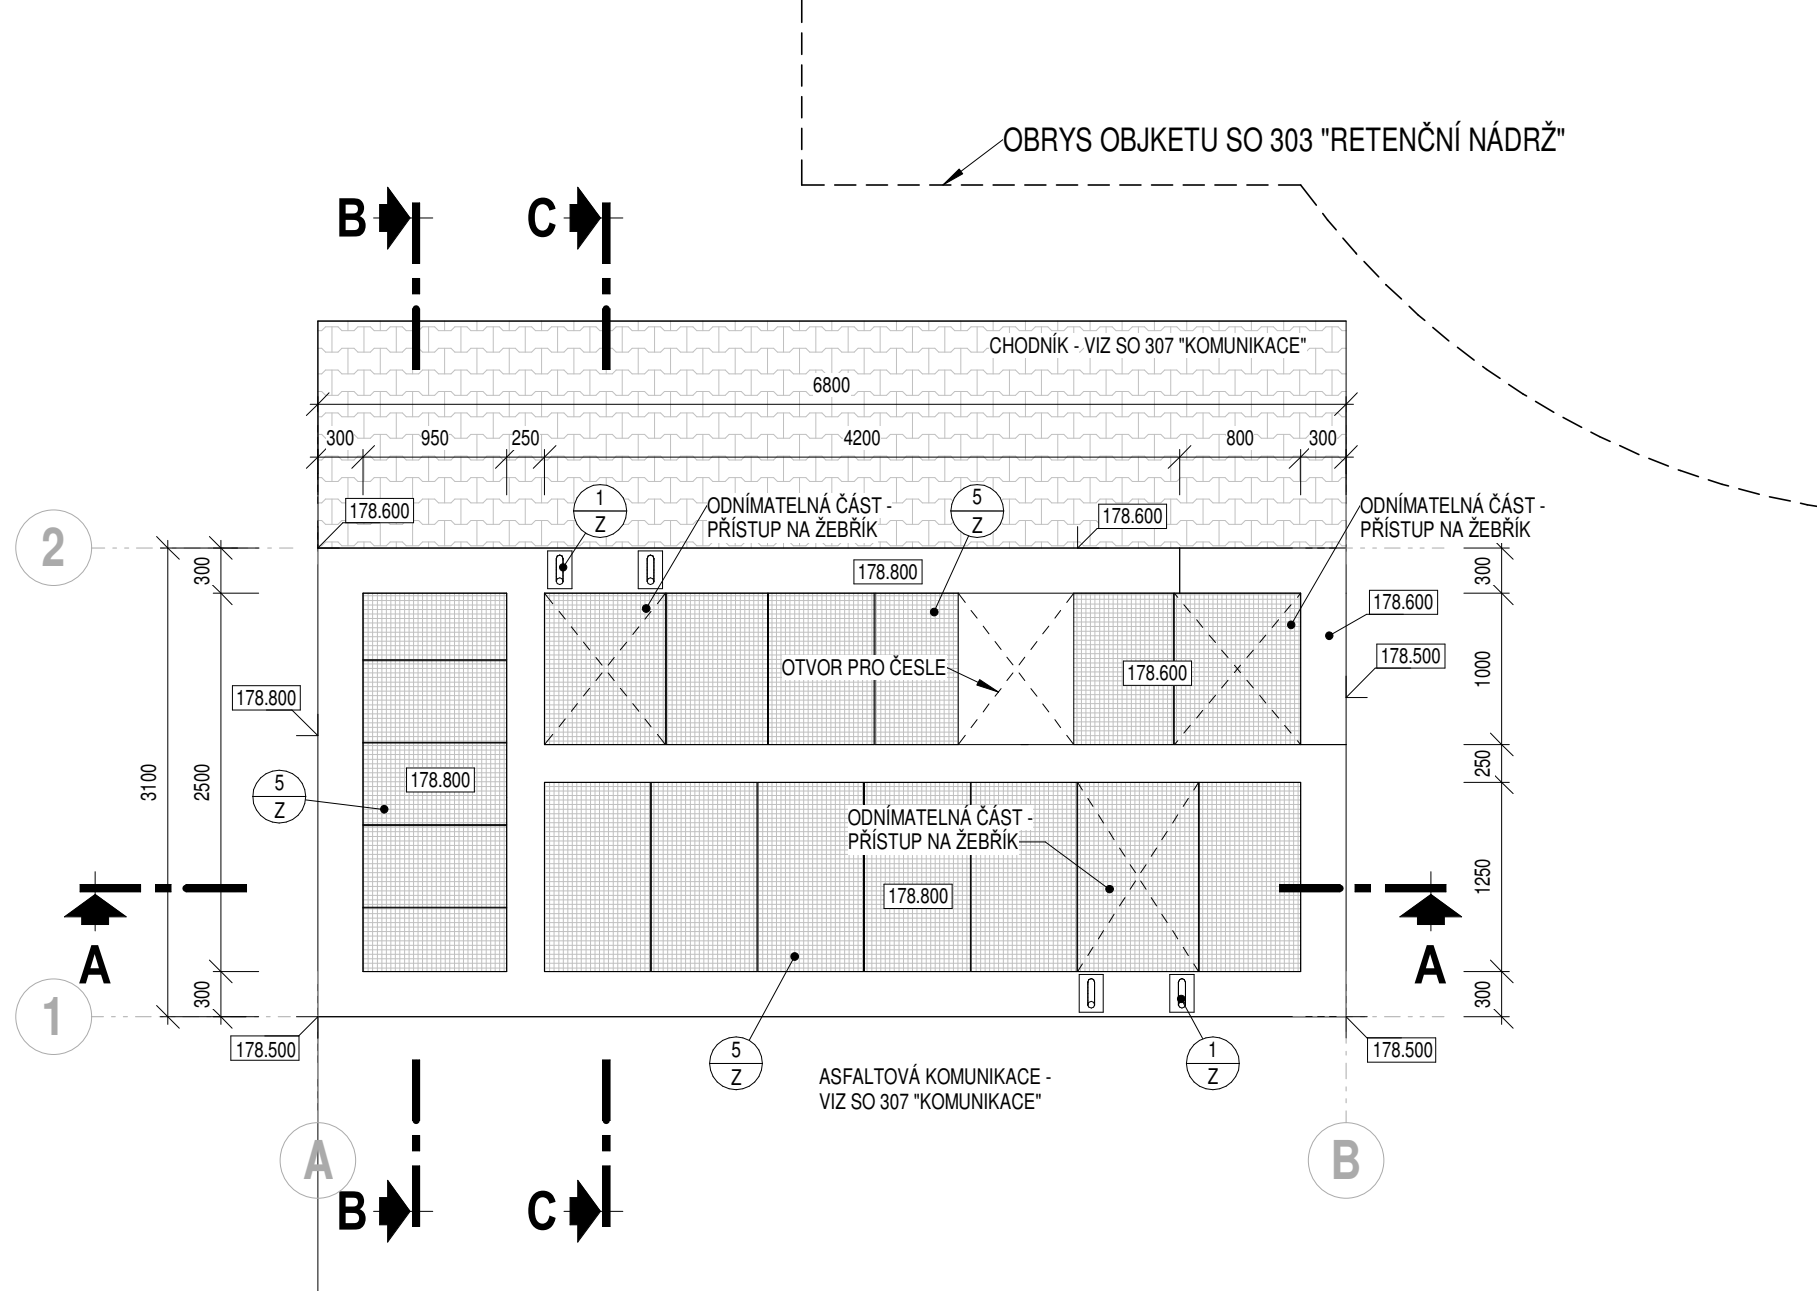 OBRYS OBJKETU SO 303 "RETENČNÍ NÁDRŽ"
B
C
CHODNÍK - VIZ SO 307 "KOMUNIKACE"
6800
300
950
250
4200
800
300
178.600
1
Z
ODNÍMATELNÁ ČÁST -
PŘÍSTUP NA ŽEBŘÍK
5
Z
178.600
ODNÍMATELNÁ ČÁST -
PŘÍSTUP NA ŽEBŘÍK
2
300
178.800
300
178.600
178.500
OTVOR PRO ČESLE
178.600
1000
178.800
3100
2500
5
Z
178.800
250
ODNÍMATELNÁ ČÁST -
PŘÍSTUP NA ŽEBŘÍK
178.800
1250
A
A
300
300
1
178.500
5
Z
1
Z
178.500
ASFALTOVÁ KOMUNIKACE -
VIZ SO 307 "KOMUNIKACE"
A
B
B
C